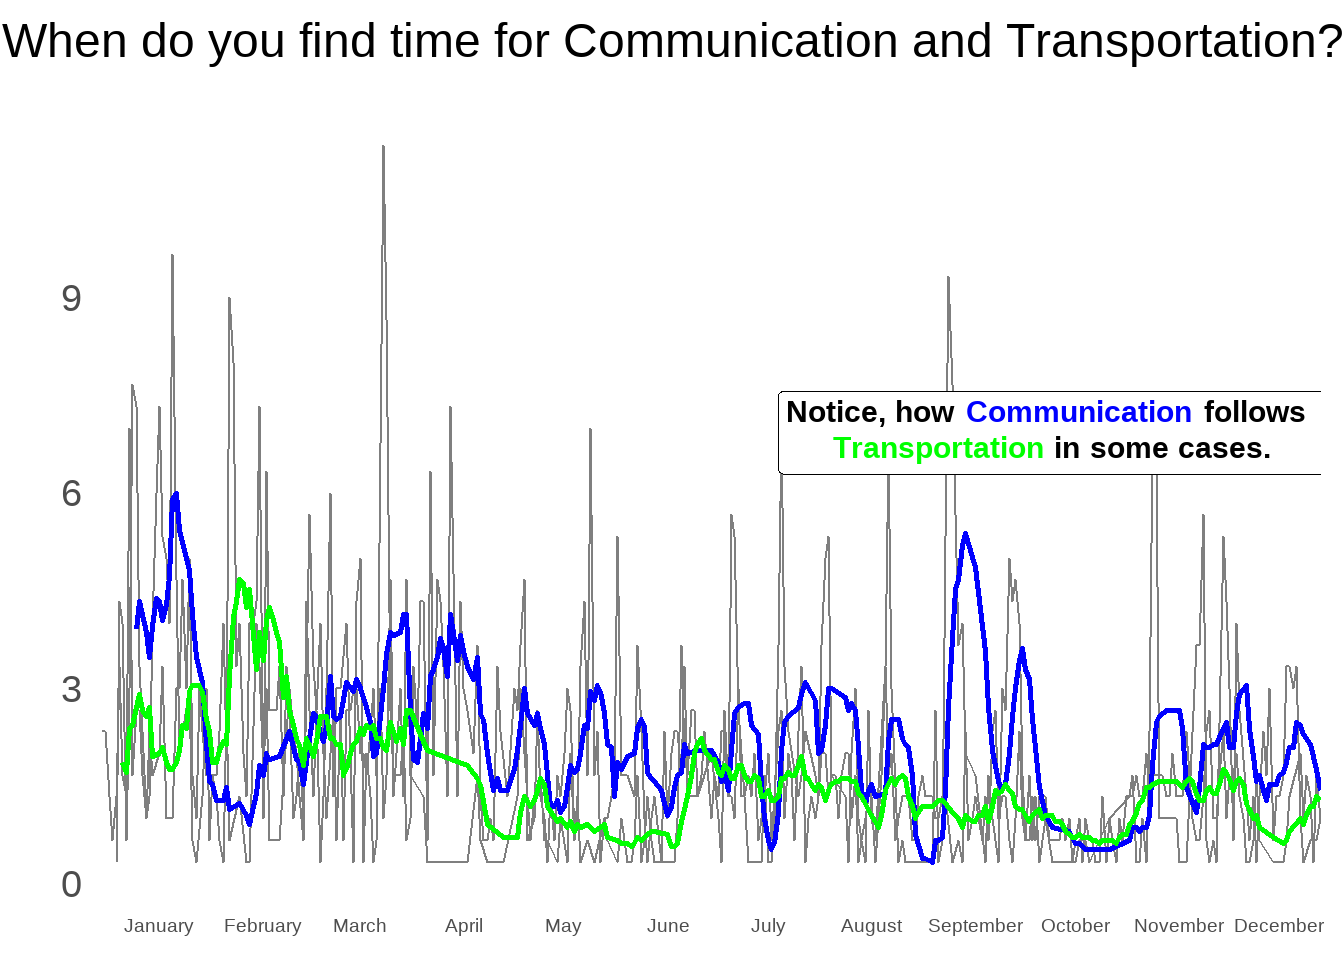 When do you find time for Communication and Transportation?
9
Notice, how Communication follows
Transportation in some cases.
6
3
0
January February March April May June July August September October November December